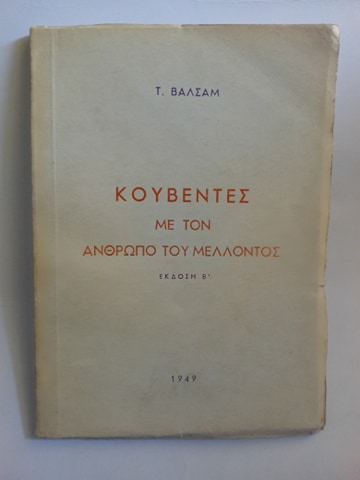 Τ. ΒΑΛΣΑΜ
ΚΟΥΒΕΝΤΕΣ
ΜΕ ΤΟΝ
ΑΝΘΡΩΠΟ ΤΟΥ ΜΕΛΛΟΝΤΟΣ
ΕΚΔΟΣΗ Β'
1949